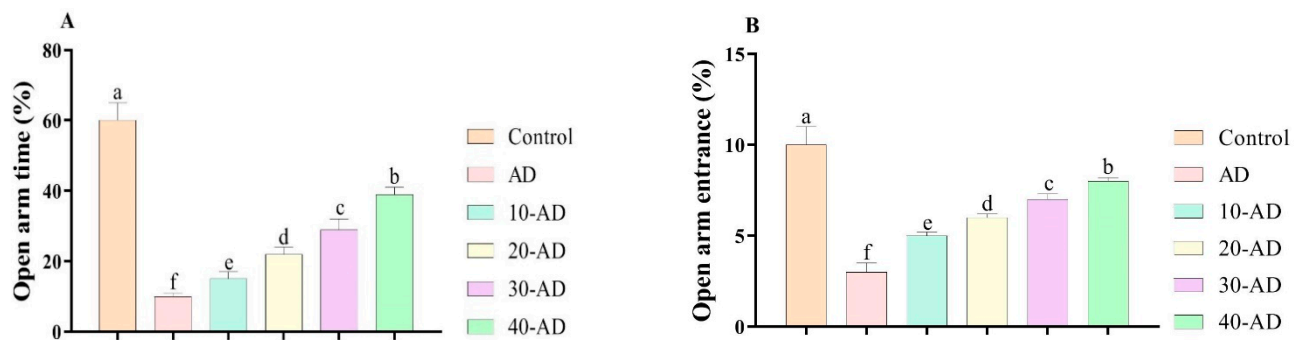 A
Open arm time (%)
80
60
40
20
0
a
f
e
d
c
b
Control
AD
10-AD
20-AD
30-AD
40-AD
B
Open arm entrance (%)
15
10
5
0
a
f
e
d
c
b
Control
AD
10-AD
20-AD
30-AD
40-AD